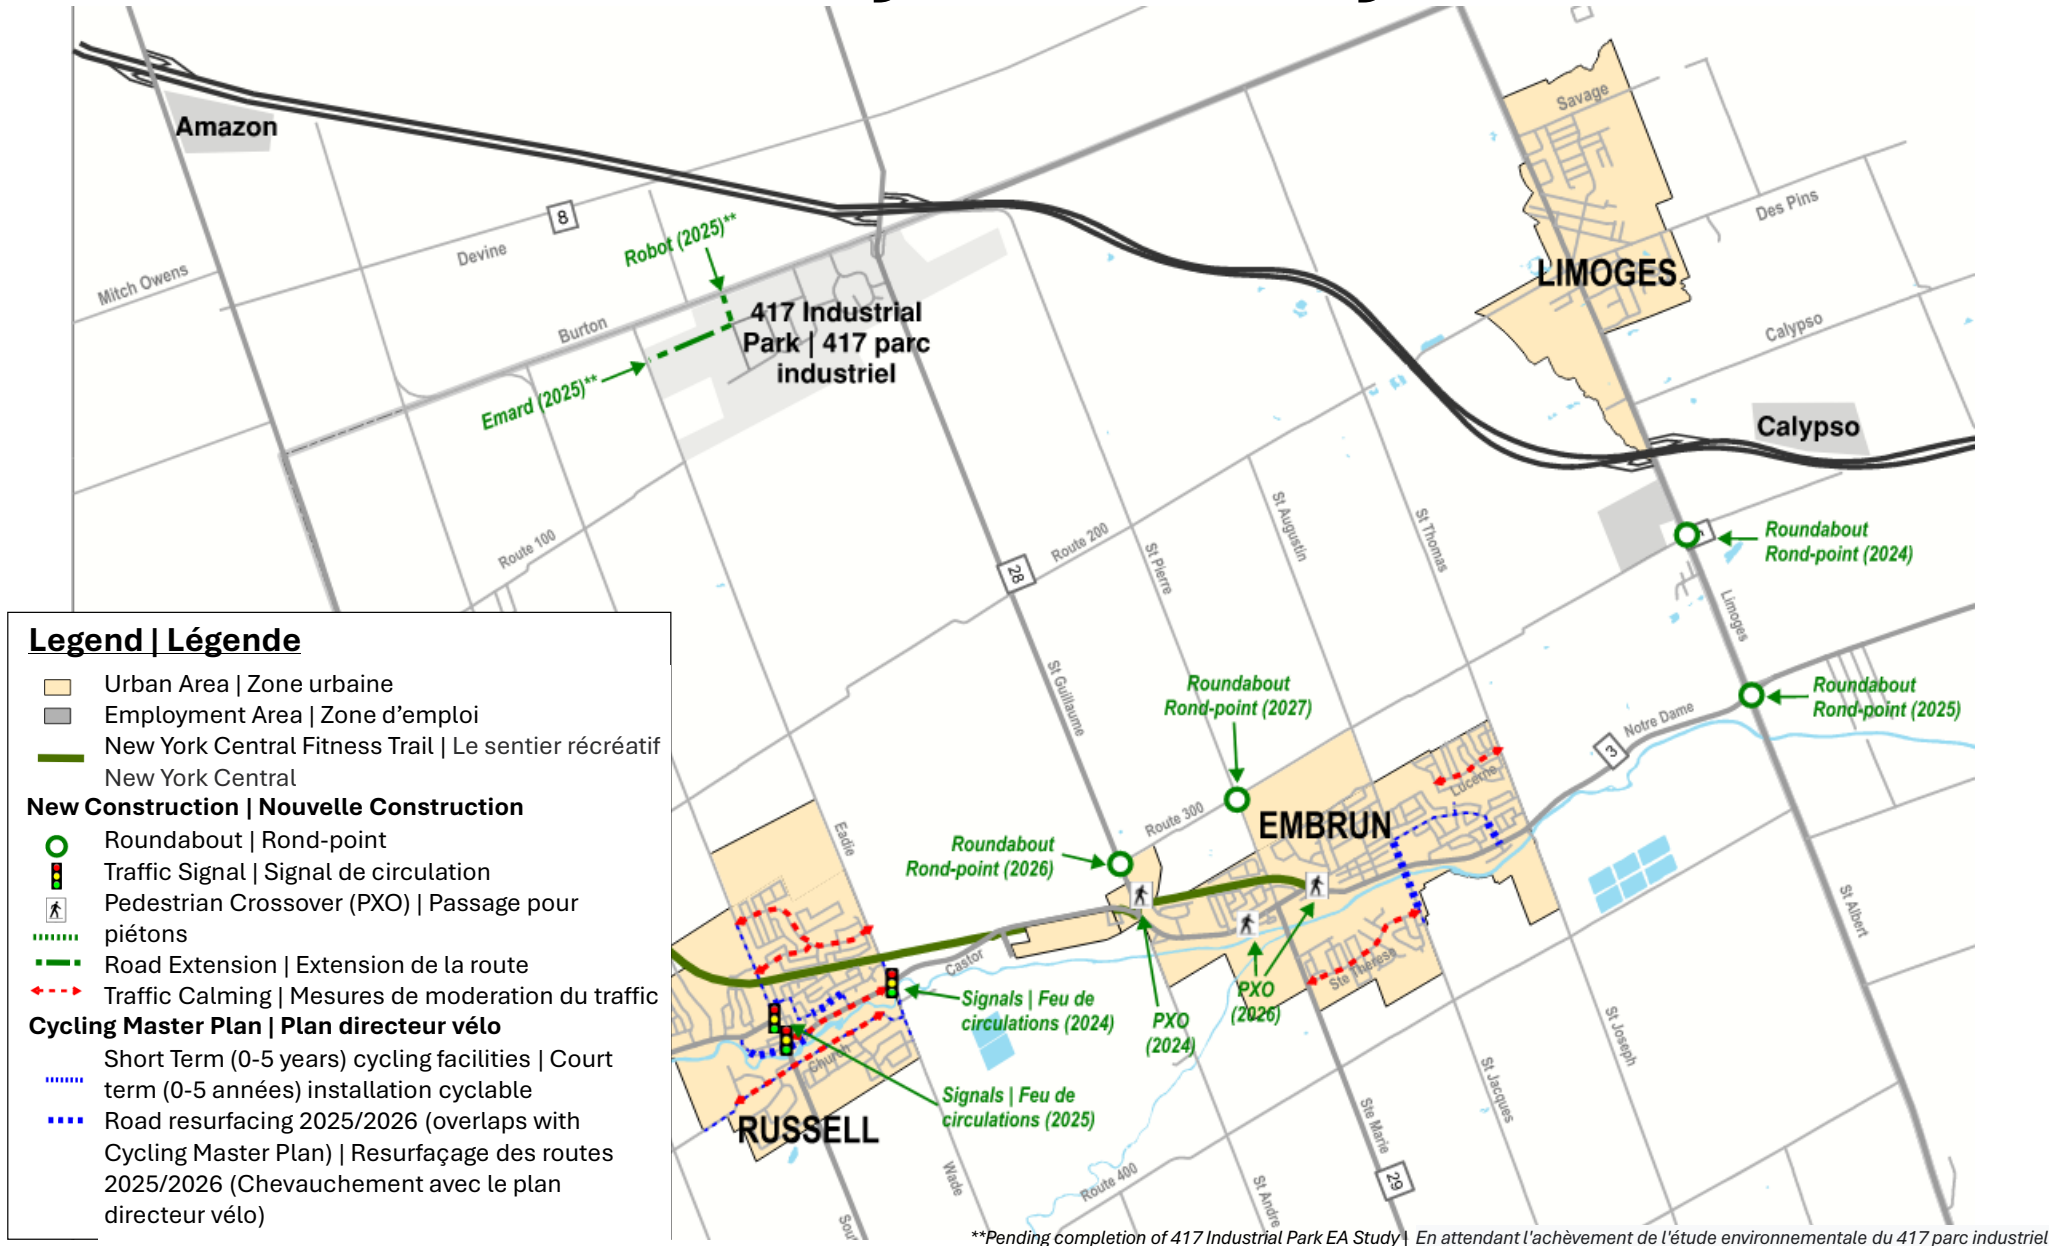 Amazon
8
Devine
Mitch Owens
Robot (2025)**
Burton
417 Industrial
Park | 417 parc
industriel
Emard (2025)**
Savage
Des Pins
LIMOGES
Calypso
Calypso
Route 100
Route 200
28
St Pierre
St Augustin
St Thomas
Roundabout
Rond-point (2024)
Limoges
St Guillaume
Roundabout
Rond-point (2027)
Roundabout
Rond-point (2025)
Notre Dame
3
Lucerne
EMBRUN
Route 300
Roundabout
Rond-point (2026)
Eadie
Castor
Ste Therese
PXO
(2026)
PXO
(2024)
Signals | Feu de
circulations (2024)
Church
Signals | Feu de
circulations (2025)
RUSSELL
St Albert
St Joseph
St Jacques
Ste Marie
29
Route 400
St Andre
Wade
Sou
Legend | Légende
Urban Area | Zone urbaine
Employment Area | Zone d’emploi
New York Central Fitness Trail | Le sentier récréatif
New York Central
New Construction | Nouvelle Construction
Roundabout | Rond-point
Traffic Signal | Signal de circulation
Pedestrian Crossover (PXO) | Passage pour
piétons
Road Extension | Extension de la route
Traffic Calming | Mesures de moderation du traffic
Cycling Master Plan | Plan directeur vélo
Short Term (0-5 years) cycling facilities | Court
term (0-5 années) installation cyclable
Road resurfacing 2025/2026 (overlaps with
Cycling Master Plan) | Resurfaçage des routes
2025/2026 (Chevauchement avec le plan
directeur vélo)
**Pending completion of 417 Industrial Park EA Study | En attendant l'achèvement de l'étude environnementale du 417 parc industriel